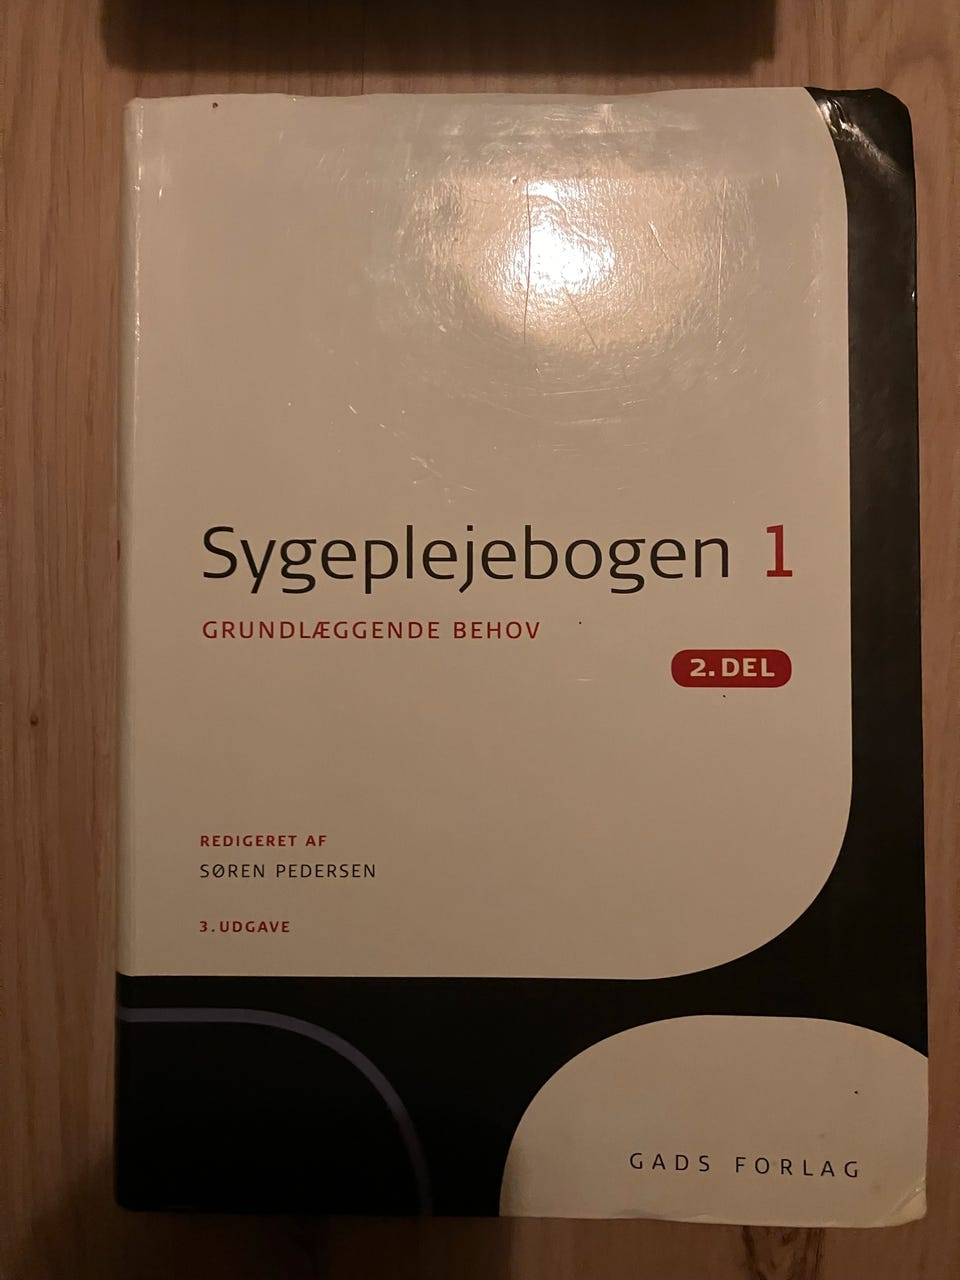 Sygeplejebogen 1
GRUNDLÆGGENDE BEHOV
2. DEL
REDIGERET AF
SØREN PEDERSEN
3. UDGAVE
GADS FORLAG